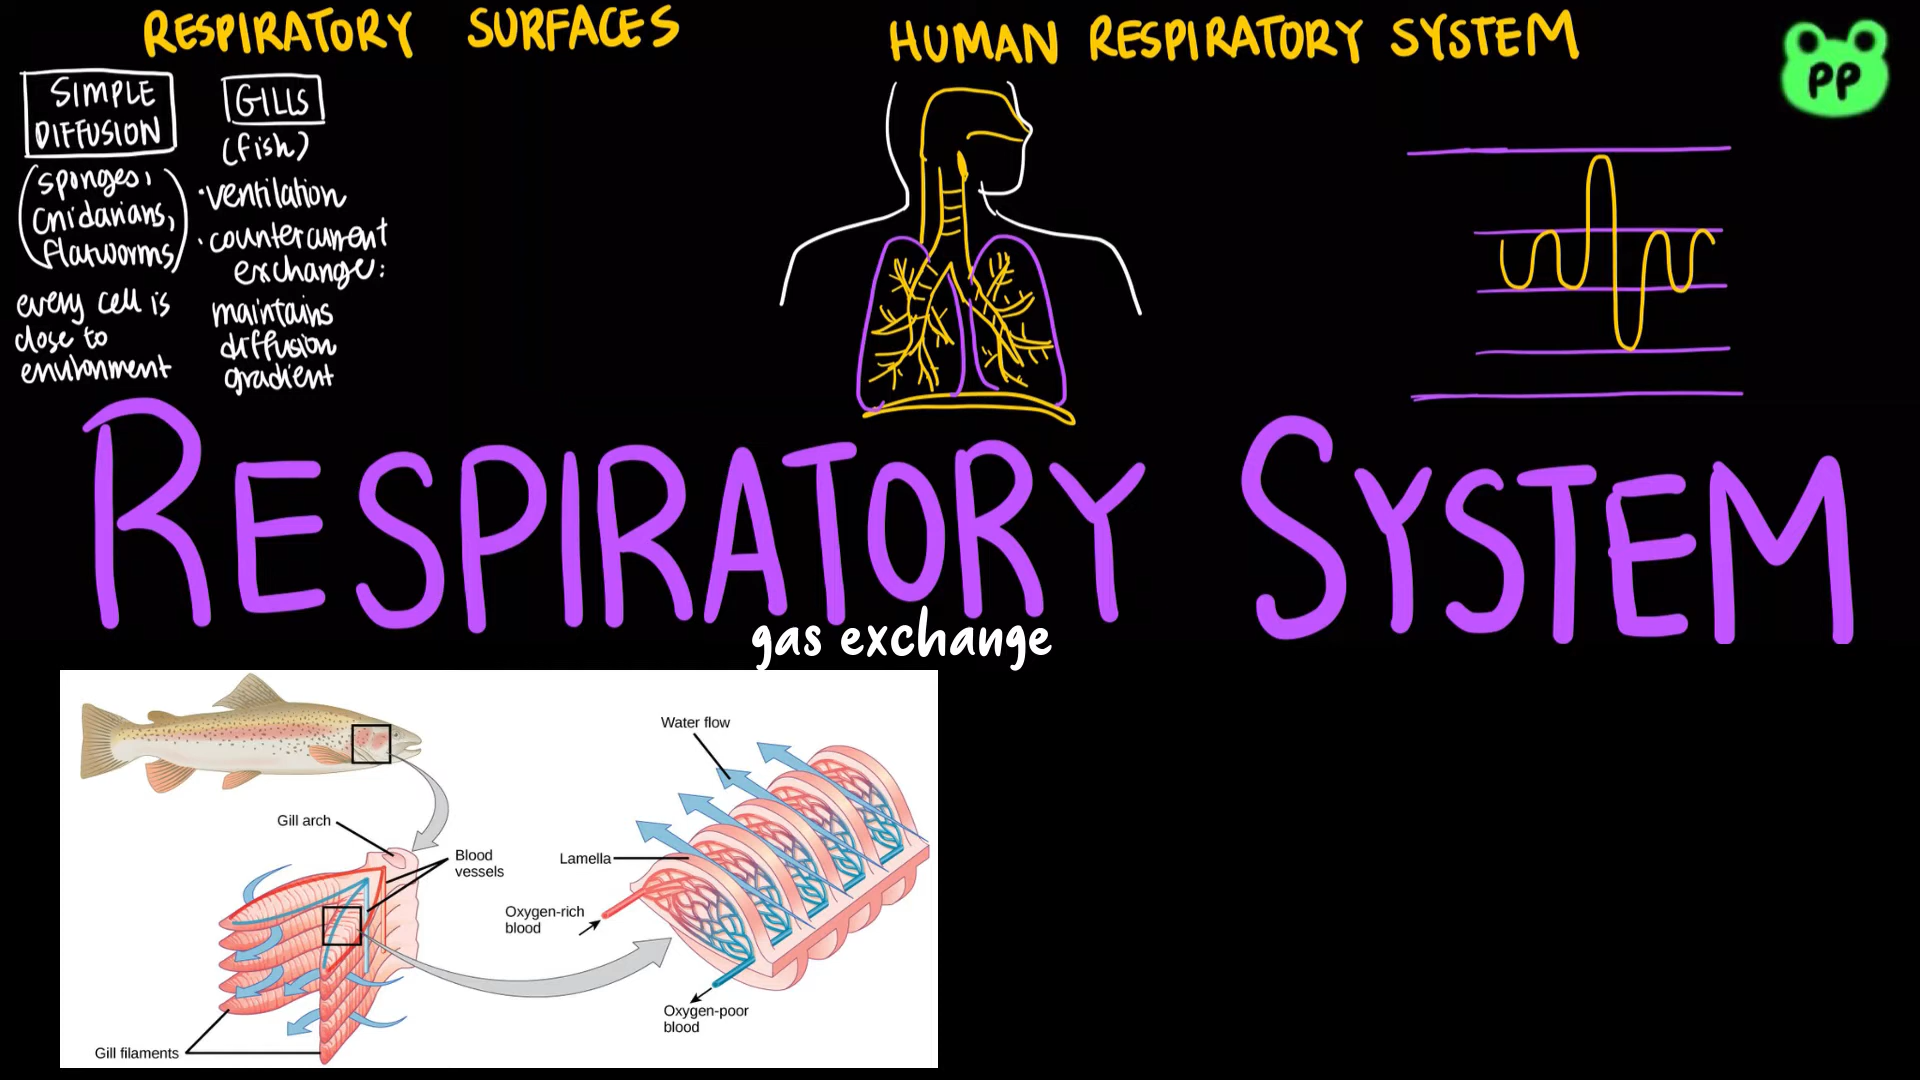 RESPIRATORY SURFACES
HUMAN RESPIRATORY SYSTEM
PP
SIMPLE
DIFFUSION
(sponges,
cnidarians,
flatworms)
every cell is
close to
environment
GILLS
(fish)
• ventilation
• countercurrent
exchange:
maintains
diffusion
gradient
RESPIRATORY SYSTEM
gas exchange
Water flow
Gill arch
Blood
vessels
Lamella
Oxygen-rich
blood
Oxygen-poor
blood
Gill filaments